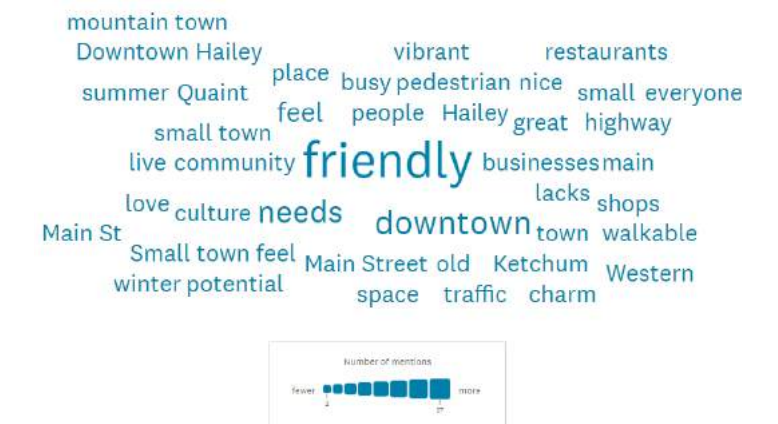 mountain town
Downtown Hailey vibrant restaurants
place busy pedestrian nice
summer Quaint small everyone
feel people Hailey great highway
small town
live community friendly businesses main
lacks
love culture needs downtown shops
Main St town walkable
Small town feel Main Street old Ketchum Western
winter potential space traffic charm
Number of mentions
fewer more